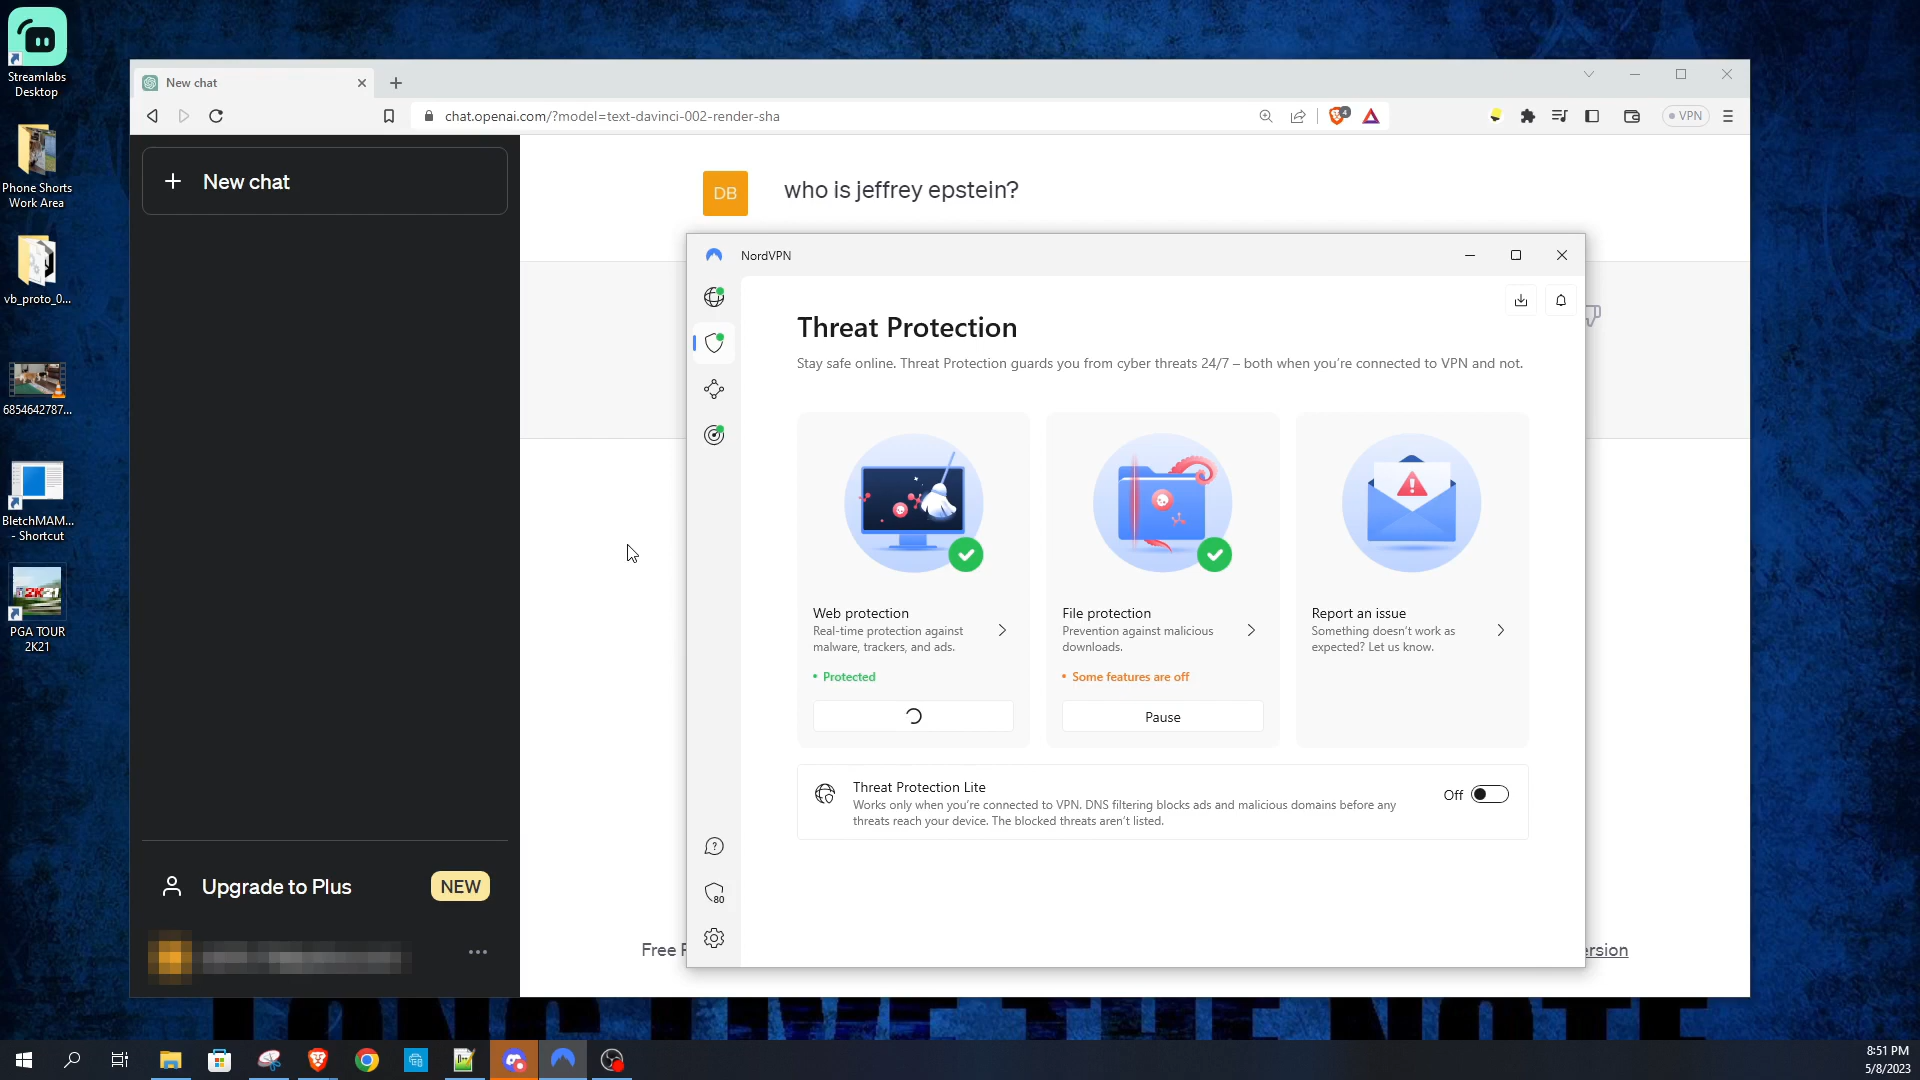 Streamlabs
Desktop
Phone Shorts
Work Area
vb_proto_0...
6854642787...
BletchMAM...
- Shortcut
2K21
PGA TOUR
2K21
New chat
chat.openai.com/?model=text-davinci-002-render-sha
4
VPN
New chat
DB
who is jeffrey epstein?
NordVPN
Threat Protection
Stay safe online. Threat Protection guards you from cyber threats 24/7 – both when you're connected to VPN and not.
Web protection
Real-time protection against
malware, trackers, and ads.
• Protected
File protection
Prevention against malicious
downloads.
• Some features are off
Pause
Report an issue
Something doesn't work as
expected? Let us know.
Threat Protection Lite
Works only when you're connected to VPN. DNS filtering blocks ads and malicious domains before any
threats reach your device. The blocked threats aren't listed.
Off
80
Upgrade to Plus
NEW
Free
8:51 PM
5/8/2023